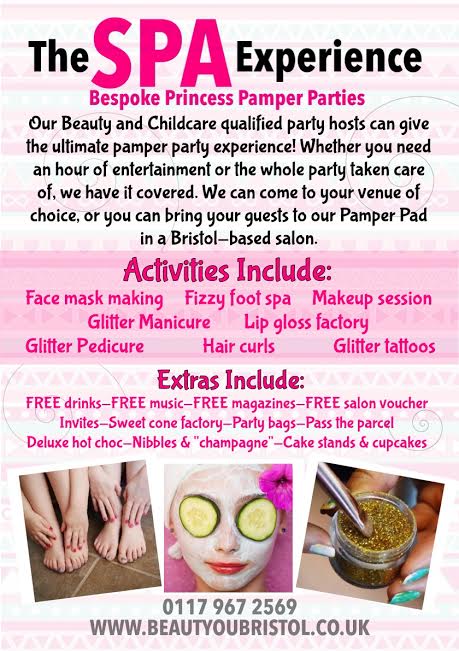 The SPA Experience
Bespoke Princess Pamper Parties
Our Beauty and Childcare qualified party hosts can give
the ultimate pamper party experience! Whether you need
an hour of entertainment or the whole party taken care
of, we have it covered. We can come to your venue of
choice, or you can bring your guests to our Pamper Pad
in a Bristol-based salon.
Activities Include:
Face mask making Fizzy foot spa Makeup session
Glitter Manicure Lip gloss factory
Glitter Pedicure Hair curls Glitter tattoos
Extras Include:
FREE drinks-FREE music-FREE magazines-FREE salon voucher
Invites-Sweet cone factory-Party bags-Pass the parcel
Deluxe hot choc-Nibbles & "champagne"-Cake stands & cupcakes
0117 967 2569
WWW.BEAUTYOUBRISTOL.CO.UK